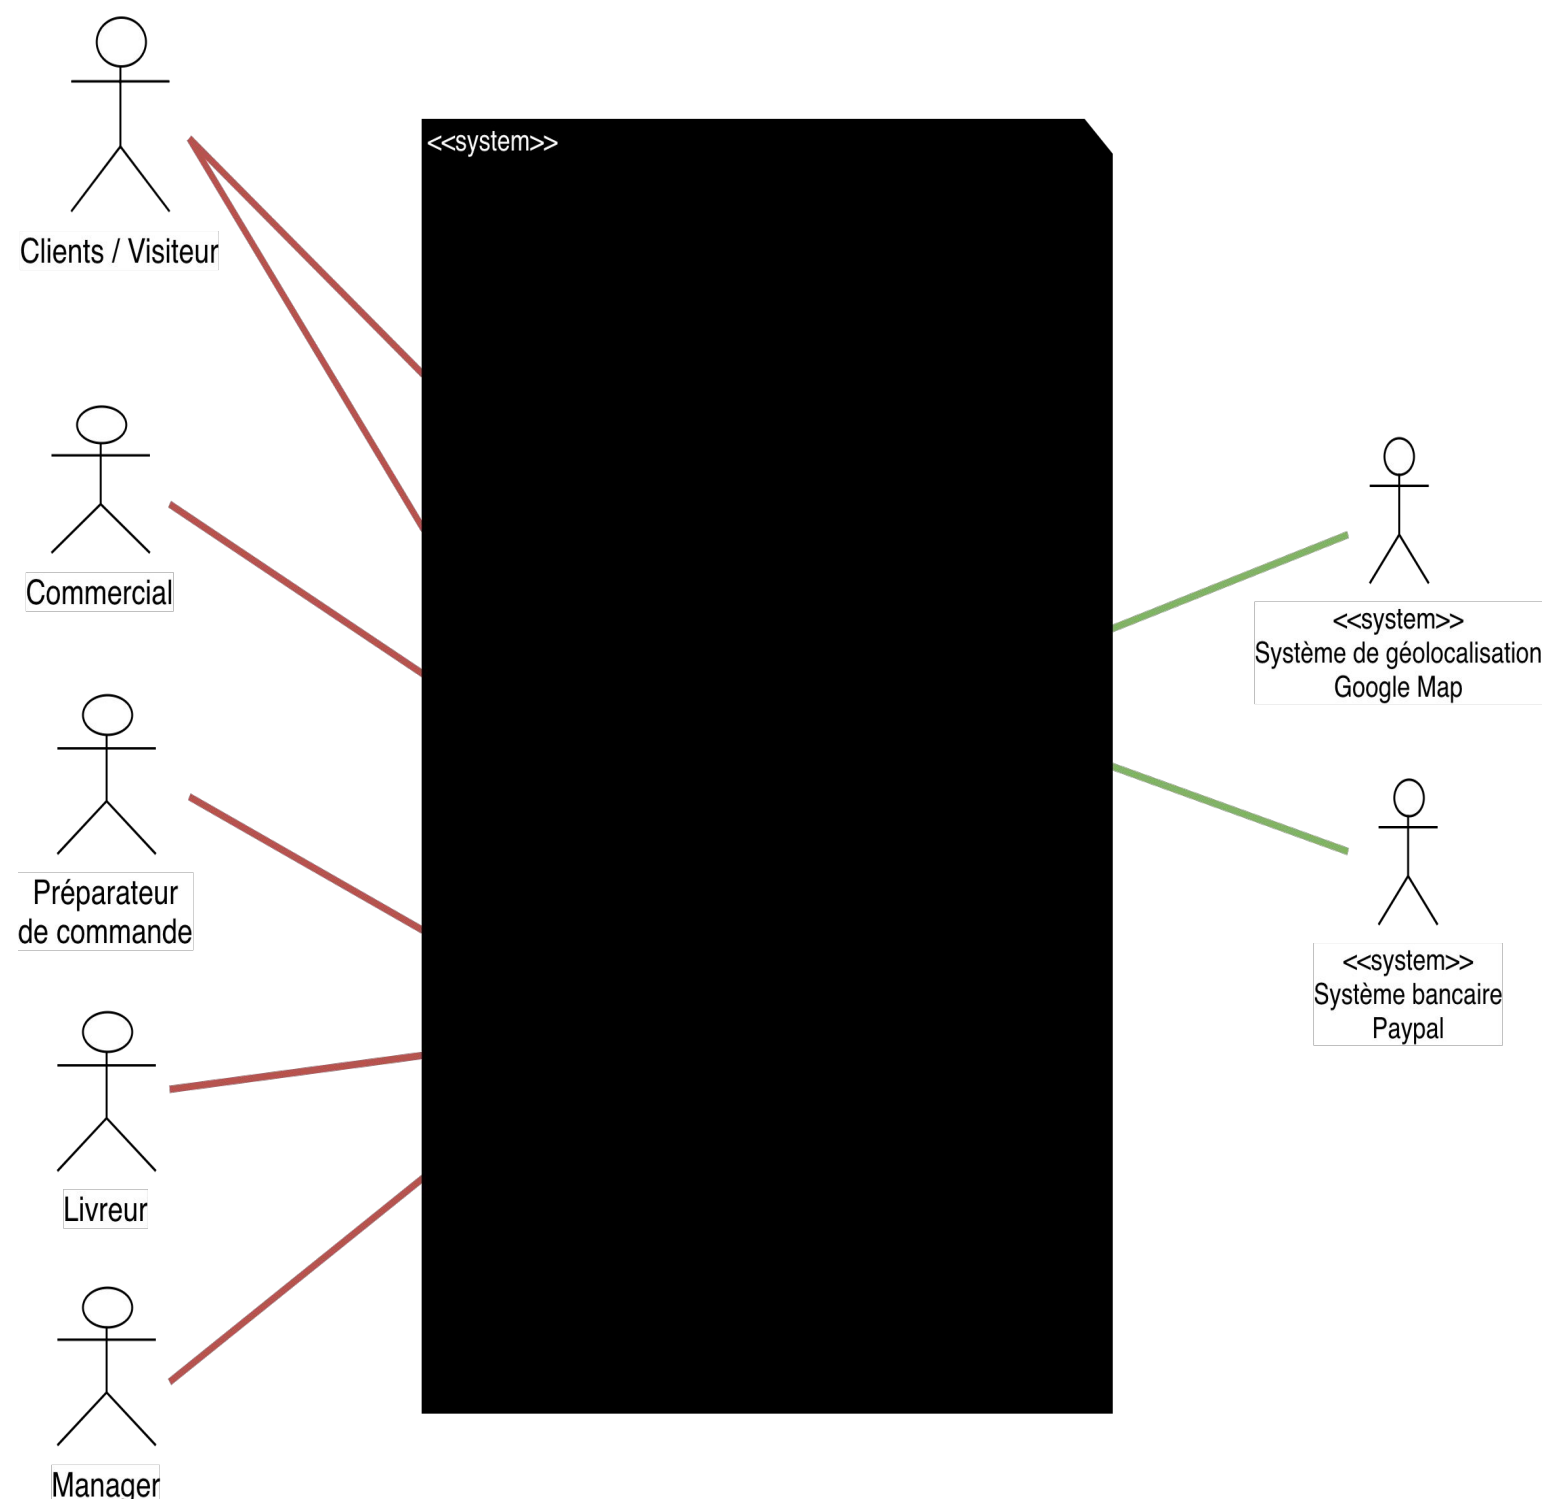 <<system>>
Clients / Visiteur
Commercial
<<system>>
Système de géolocalisation
Google Map
Préparateur
de commande
<<system>>
Système bancaire
Paypal
Livreur
Manager